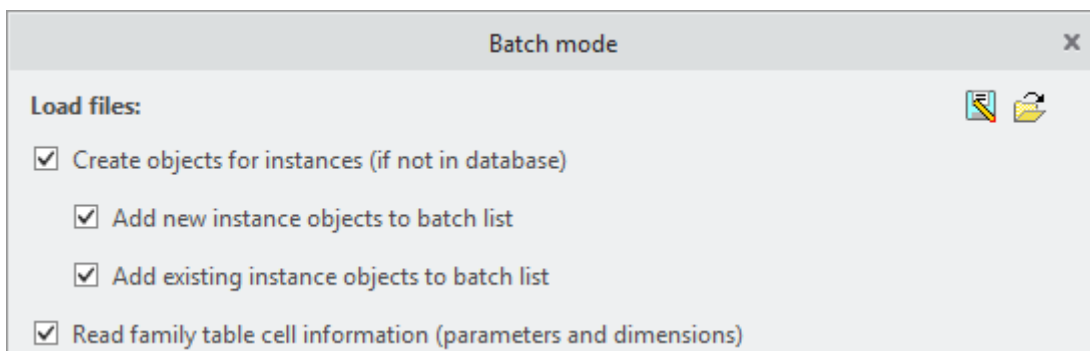 Batch mode
Load files:
Create objects for instances (if not in database)
Add new instance objects to batch list
Add existing instance objects to batch list
Read family table cell information (parameters and dimensions)